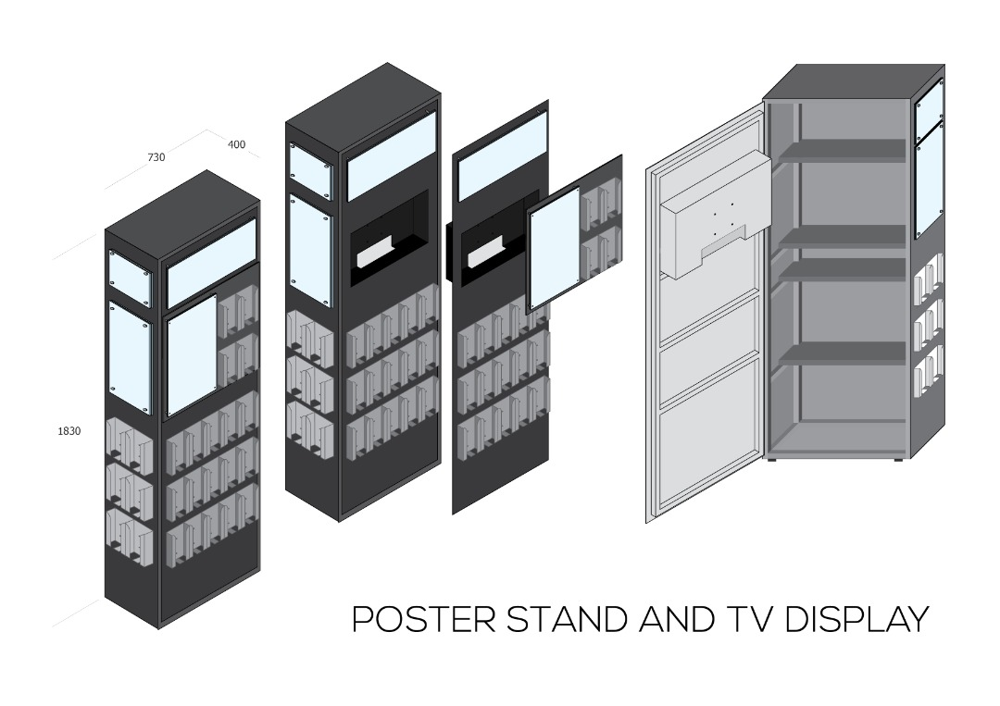 400
730
1830
POSTER STAND AND TV DISPLAY